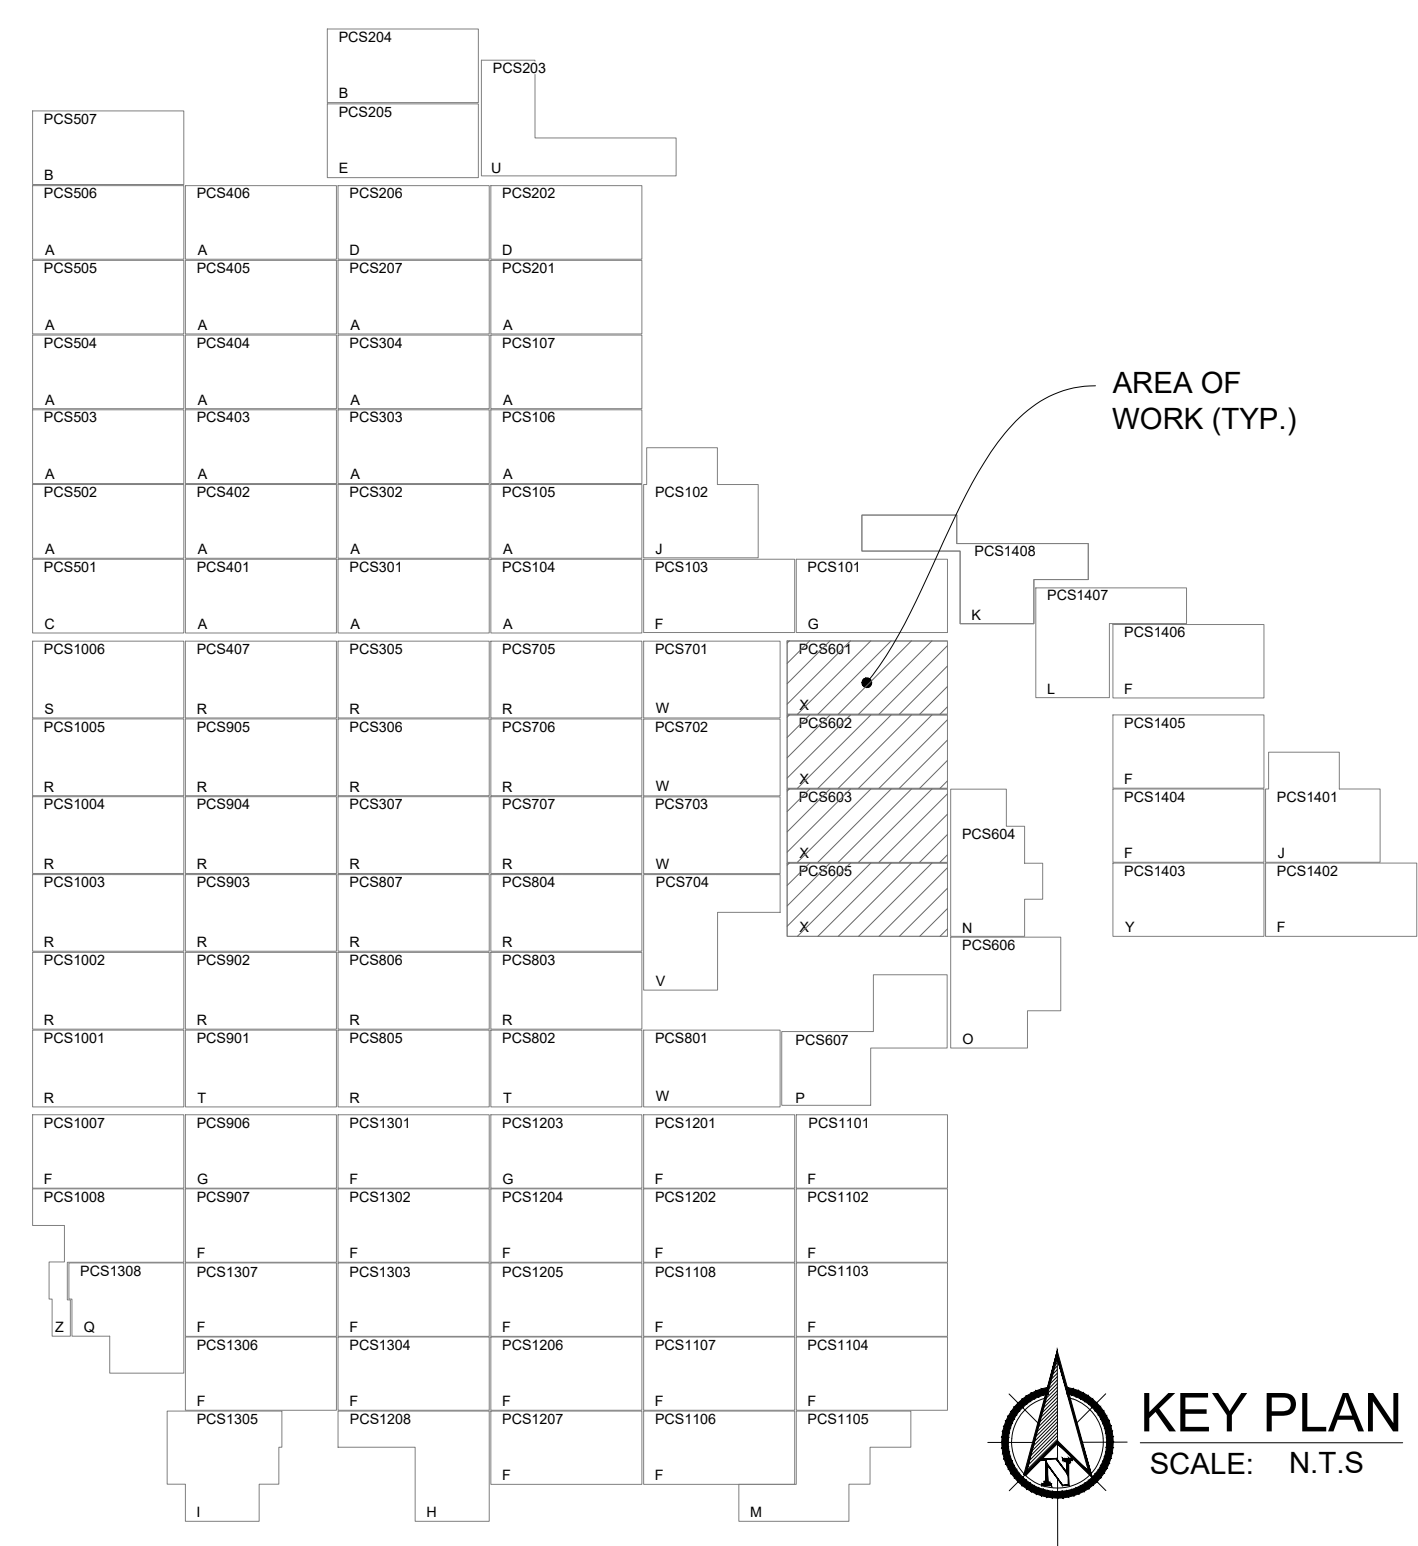 PCS204
PCS203
B
PCS205
PCS507
E
U
B
PCS506
PCS406
PCS206
PCS202
A
A
D
D
PCS505
PCS405
PCS207
PCS201
A
A
A
A
PCS504
PCS404
PCS304
PCS107
AREA OF
WORK (TYP.)
A
A
A
A
PCS503
PCS403
PCS303
PCS106
A
A
A
A
PCS502
PCS402
PCS302
PCS105
PCS102
A
A
A
A
J
PCS1408
PCS501
PCS401
PCS301
PCS104
PCS103
PCS101
PCS1407
C
A
A
A
F
G
K
PCS1406
PCS1006
PCS407
PCS305
PCS705
PCS701
PCS601
L
F
S
R
R
R
W
X
PCS1005
PCS905
PCS306
PCS706
PCS702
PCS602
PCS1405
R
R
R
R
W
X
F
PCS1004
PCS904
PCS307
PCS707
PCS703
PCS603
PCS1404
PCS1401
PCS604
R
R
R
R
W
X
F
J
PCS1003
PCS903
PCS807
PCS804
PCS704
PCS605
PCS1403
PCS1402
R
R
R
R
X
N
Y
F
PCS606
PCS1002
PCS902
PCS806
PCS803
V
R
R
R
R
PCS1001
PCS901
PCS805
PCS802
PCS801
PCS607
O
R
T
R
T
W
P
PCS1007
PCS906
PCS1301
PCS1203
PCS1201
PCS1101
F
G
F
G
F
F
PCS1008
PCS907
PCS1302
PCS1204
PCS1202
PCS1102
F
F
F
F
F
PCS1308
PCS1307
PCS1303
PCS1205
PCS1108
PCS1103
Z
Q
F
F
F
F
F
PCS1306
PCS1304
PCS1206
PCS1107
PCS1104
F
F
F
F
F
PCS1305
PCS1208
PCS1207
PCS1106
PCS1105
F
F
I
H
M
N
KEY PLAN
SCALE: N.T.S